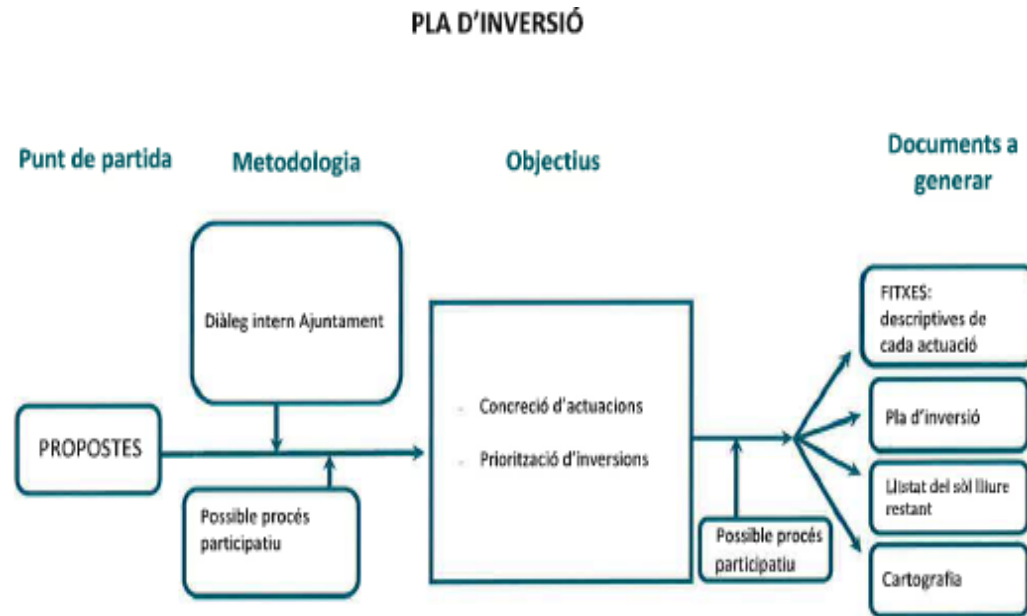 PLA D'INVERSIÓ
Punt de partida
Metodologia
Objectius
Documents a
generar
Diàleg intern Ajuntament
PROPOSTES
Possible procés
participatiu
- Concreció d'actuacions
- Priorització d'inversions
Possible procés
participatiu
FITXES:
descriptives de
cada actuació
Pla d'inversió
Llistat del sòl lliure
restant
Cartografia